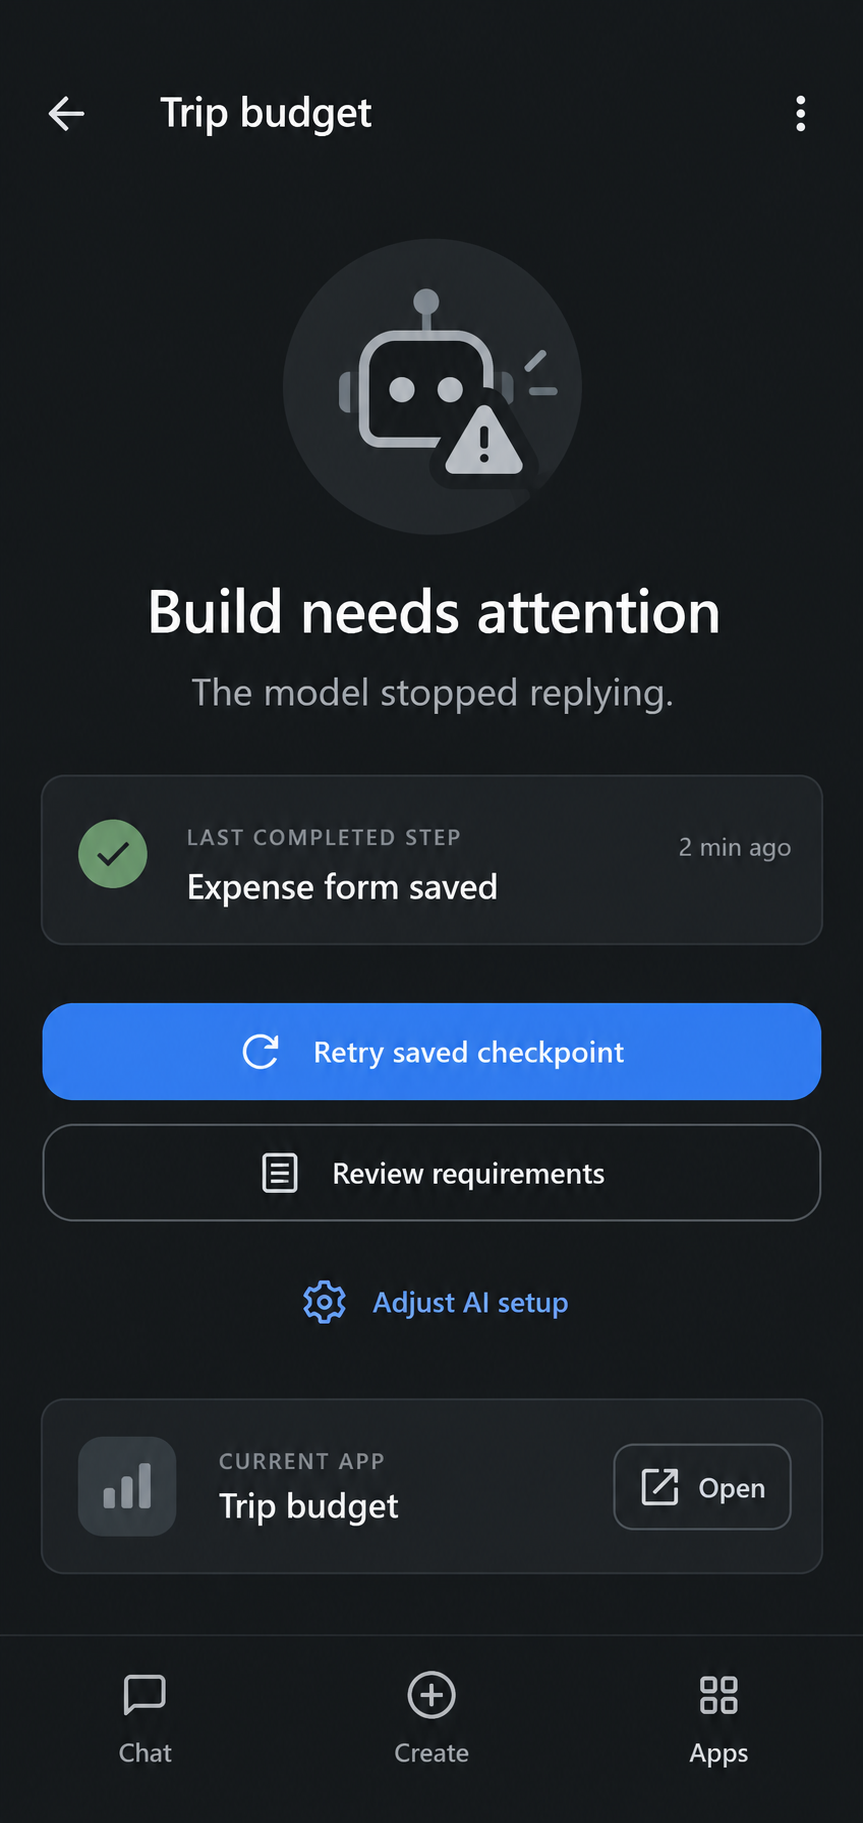 Trip budget
Build needs attention
The model stopped replying.
LAST COMPLETED STEP
2 min ago
Expense form saved
Retry saved checkpoint
Review requirements
Adjust AI setup
CURRENT APP
Trip budget
Open
Chat
Create
Apps